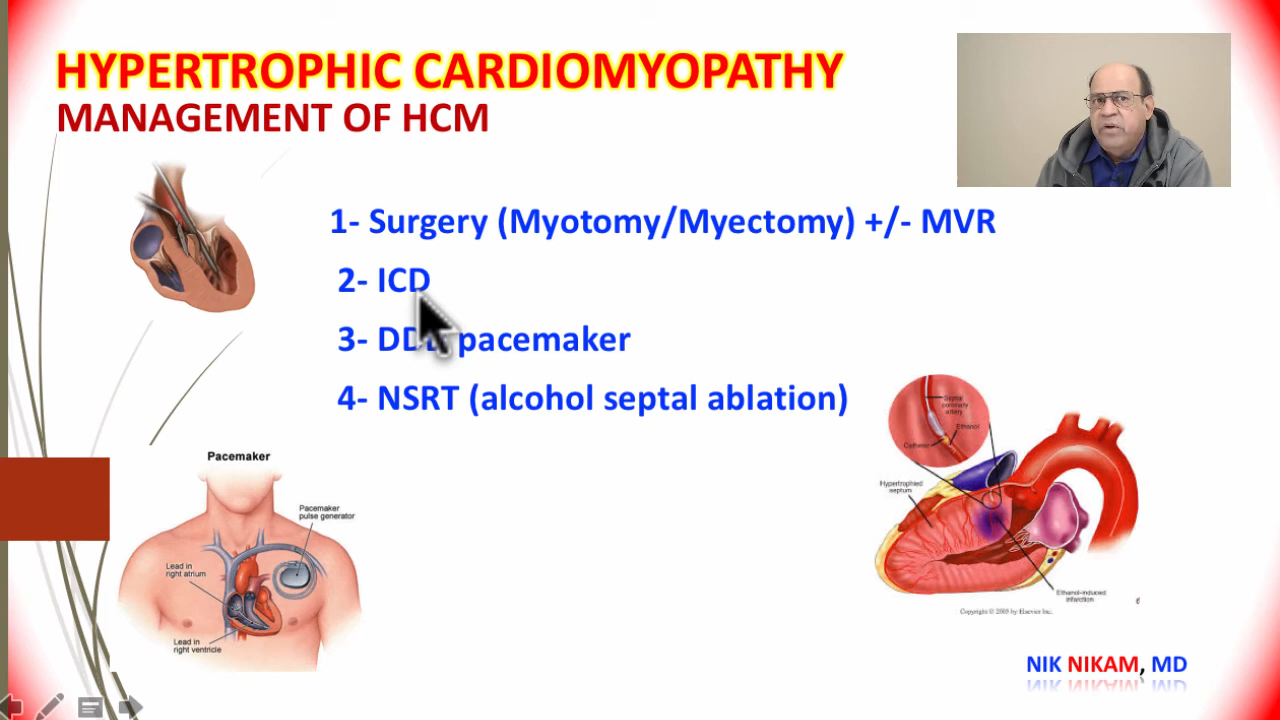 HYPERTROPHIC CARDIOMYOPATHY
MANAGEMENT OF HCM
1- Surgery (Myotomy/Myectomy) +/- MVR
2- ICD
3- pacemaker
4- NSRT (alcohol septal ablation)
Septal
coronary
artery
Ethanol
Catheter
Hypertrophied
septum
Ethanol-induced
infarction
Copyright © 2005 by Elsevier Inc.
Pacemaker
Pacemaker
pulse generator
Lead in
right atrium
Lead in
right ventricle
NIK NIKAM, MD